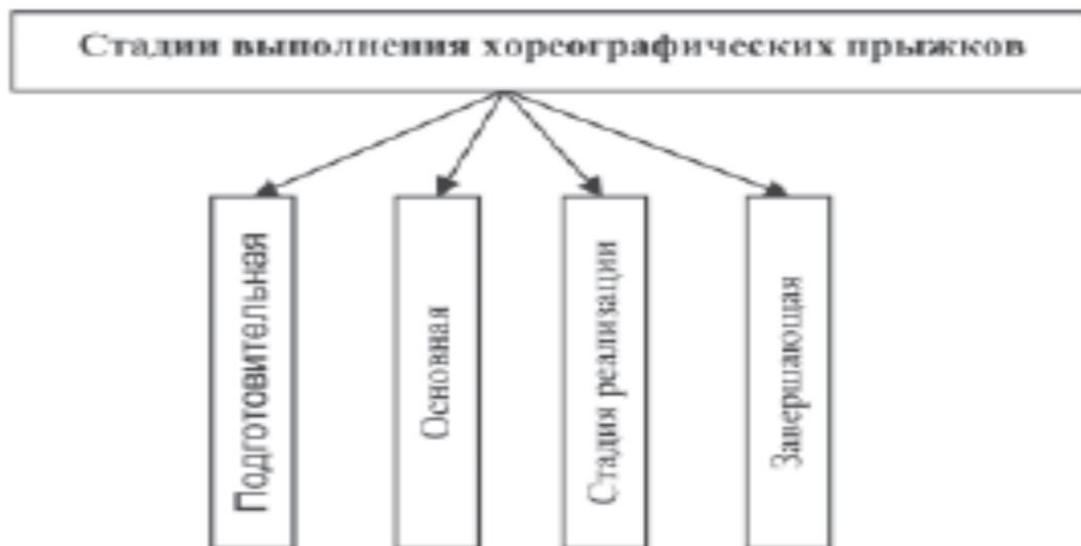 Стадии выполнения хореографических прыжков
Подготовительная
Основная
Стадия реализации
Завершающая